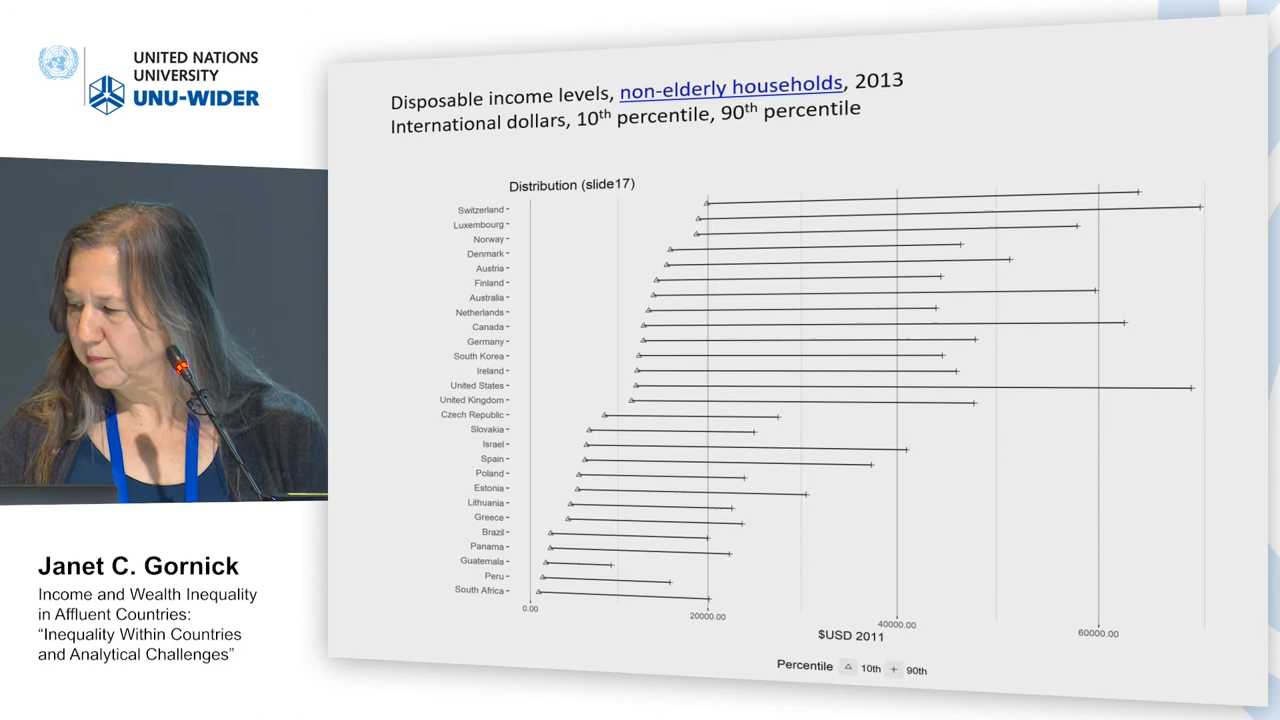 UNITED NATIONS
UNIVERSITY
UNU-WIDER
Disposable income levels, non-elderly households, 2013
International dollars, 10th percentile, 90th percentile
Distribution (slide17)
Switzerland
Luxembourg
Norway
Denmark
Austria
Finland
Australia
Netherlands
Canada
Germany
South Korea
Ireland
United States
United Kingdom
Czech Republic
Slovakia
Israel
Spain
Poland
Estonia
Lithuania
Greece
Brazil
Panama
Guatemala
Peru
South Africa
0.00
20000.00
40000.00
60000.00
$USD 2011
Percentile 10th 90th
Janet C. Gornick
Income and Wealth Inequality
in Affluent Countries:
“Inequality Within Countries
and Analytical Challenges”